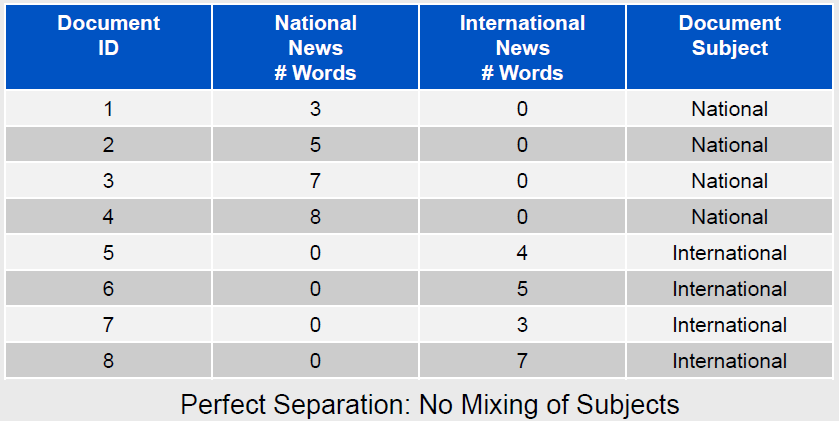 Document National International Document
ID News News Subject
# Words # Words
1 3 0 National
2 5 0 National
3 7 0 National
4 8 0 National
5 0 4 International
6 0 5 International
7 0 3 International
8 0 7 International
Perfect Separation: No Mixing of Subjects